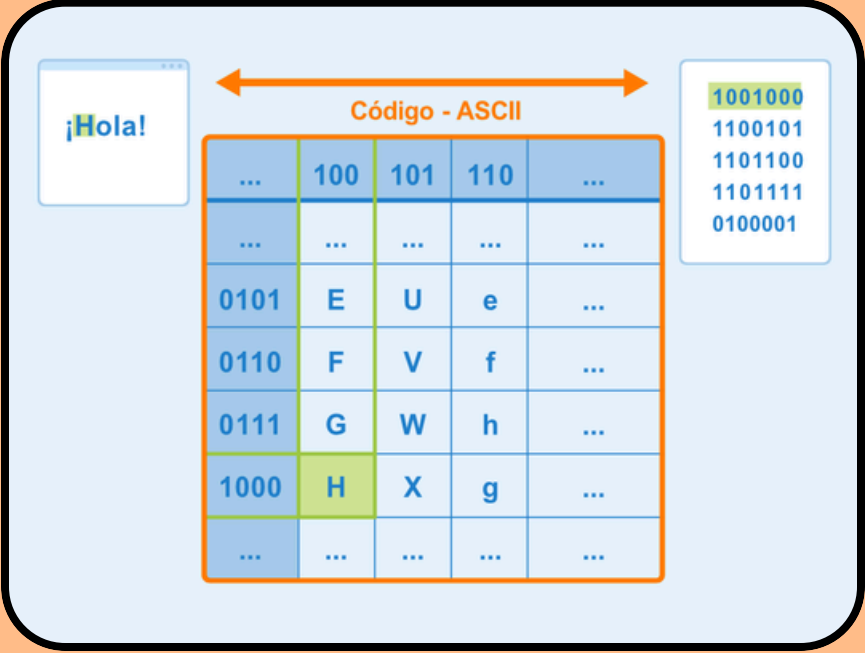 ¡Hola!
Código - ASCII
... 100 101 110 ...
... ... ... ... ...
0101 E U e ...
0110 F V f ...
0111 G W h ...
1000 H X g ...
... ... ... ... ...
1001000
1100101
1101100
1101111
0100001